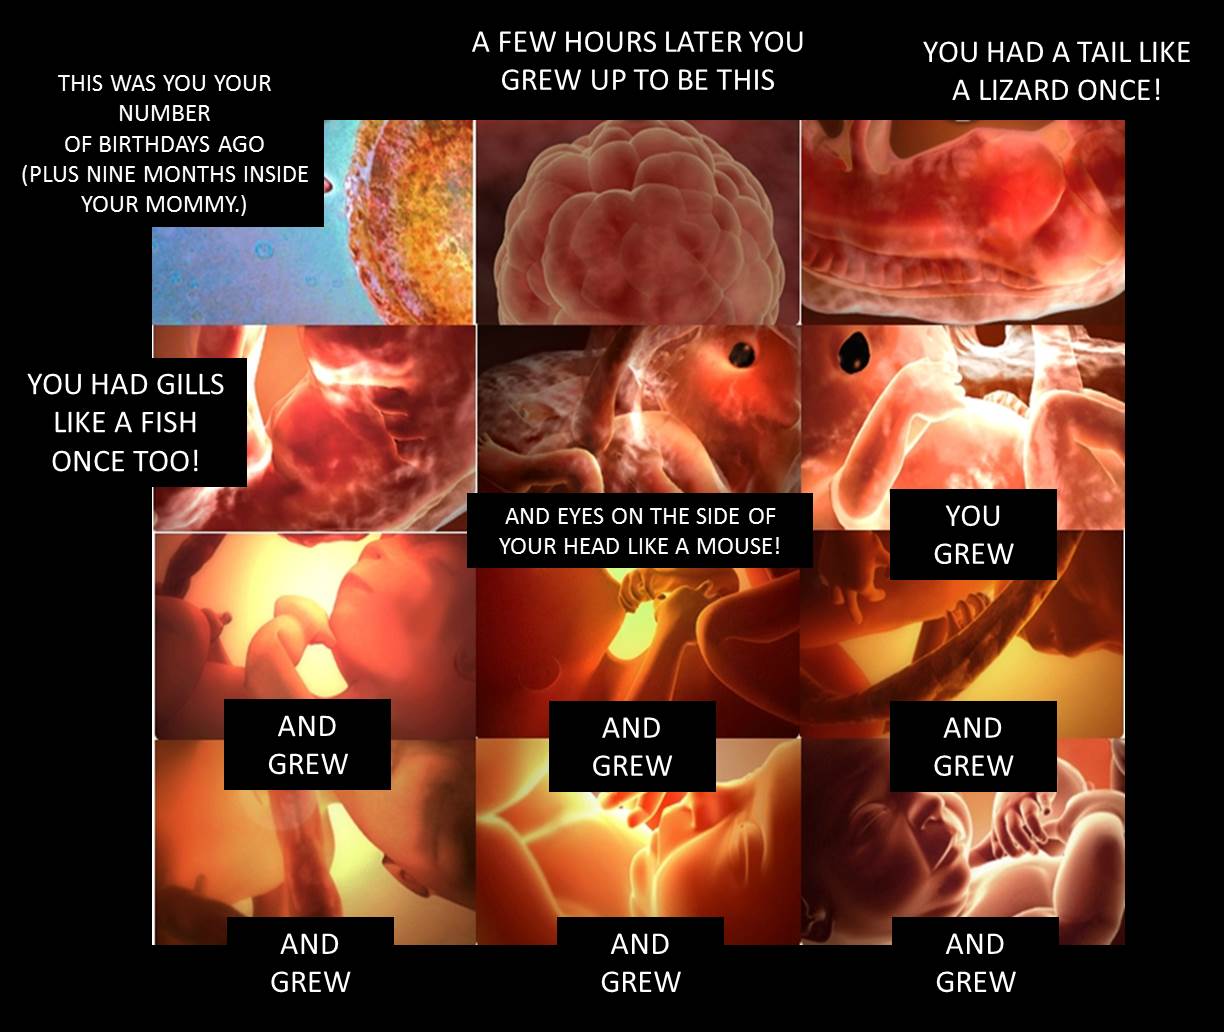 THIS WAS YOU YOUR
NUMBER
OF BIRTHDAYS AGO
(PLUS NINE MONTHS INSIDE
YOUR MOMMY.)
A FEW HOURS LATER YOU
GREW UP TO BE THIS
YOU HAD A TAIL LIKE
A LIZARD ONCE!
YOU HAD GILLS
LIKE A FISH
ONCE TOO!
AND EYES ON THE SIDE OF
YOUR HEAD LIKE A MOUSE!
YOU
GREW
AND
GREW
AND
GREW
AND
GREW
AND
GREW
AND
GREW
AND
GREW